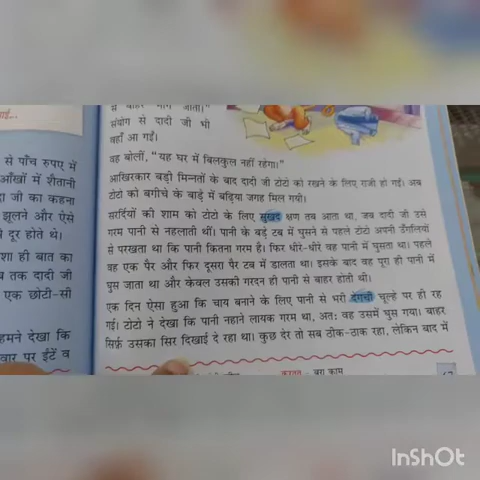 से पाँच रुपए में
आँखों में शैतानी
दा जी का कहना
झूलने और ऐसे
दूर होते थे।
शा ही बात का
तक दादी जी
एक छोटी-सी
हमने देखा कि
वार पर ईंटें व
से बाहर भाग जाता।"
संयोग से दादी जी भी
वहाँ आ गईं।
वह बोलीं, "यह घर में बिलकुल नहीं रहेगा।"
आखिरकार बड़ी मिन्नतों के बाद दादी जी टोटो को रखने के लिए राजी हो गईं। अब
टोटो को बगीचे के बाड़े में बढ़िया जगह मिल गयी।
सर्दियों की शाम को टोटो के लिए सुखद क्षण तब आता था, जब दादी जी उसे
गरम पानी से नहलाती थीं। पानी के बड़े टब में घुसने से पहले टोटो अपनी उँगलियों
से परखता था कि पानी कितना गरम है। फिर धीरे-धीरे वह पानी में घुसता था। पहले
वह एक पैर और फिर दूसरा पैर टब में डालता था। इसके बाद वह पूरा ही पानी में
घुस जाता था और केवल उसकी गरदन ही पानी से बाहर होती थी।
एक दिन ऐसा हुआ कि चाय बनाने के लिए पानी से भरी देगची चूल्हे पर ही रह
गई। टोटो ने देखा कि पानी नहाने लायक गरम था, अतः वह उसमें घुस गया। बाहर
सिर्फ़ उसका सिर दिखाई दे रहा था। कुछ देर तो सब ठीक-ठाक रहा, लेकिन बाद में
करतूत – बुरा काम
InShOt